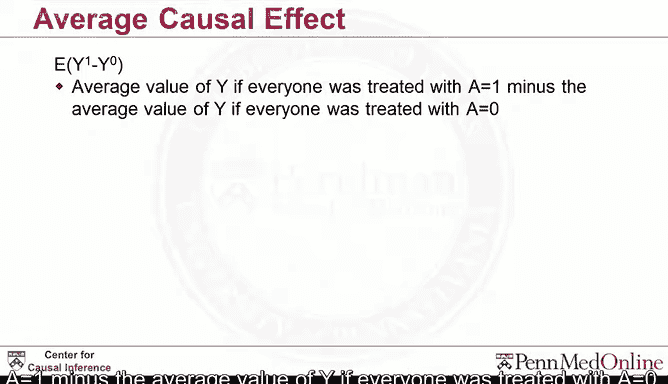 Average Causal Effect
E(Y¹-Y⁰)
❖ Average value of Y if everyone was treated with A=1 minus the
average value of Y if everyone was treated with A=0
Center for
Causal Inference
PennMedOnline
A=1 minus the average value of Y if everyone was treated with A=0